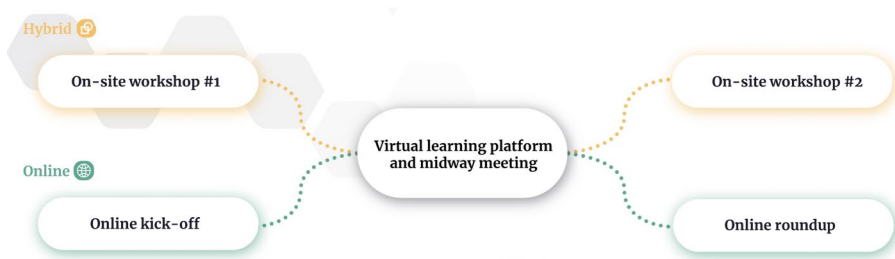 Hybrid
On-site workshop #1
On-site workshop #2
Virtual learning platform
and midway meeting
Online
Online kick-off
Online roundup